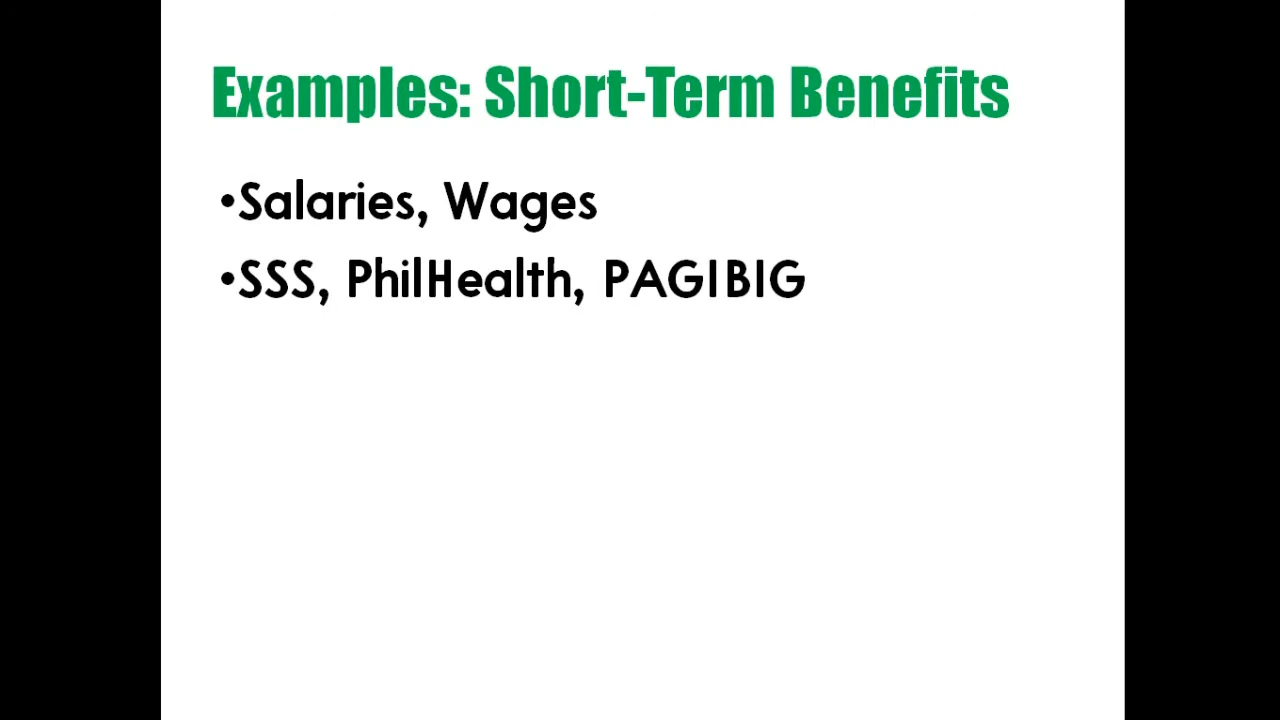 Examples: Short-Term Benefits
•Salaries, Wages
•SSS, PhilHealth, PAGIBIG